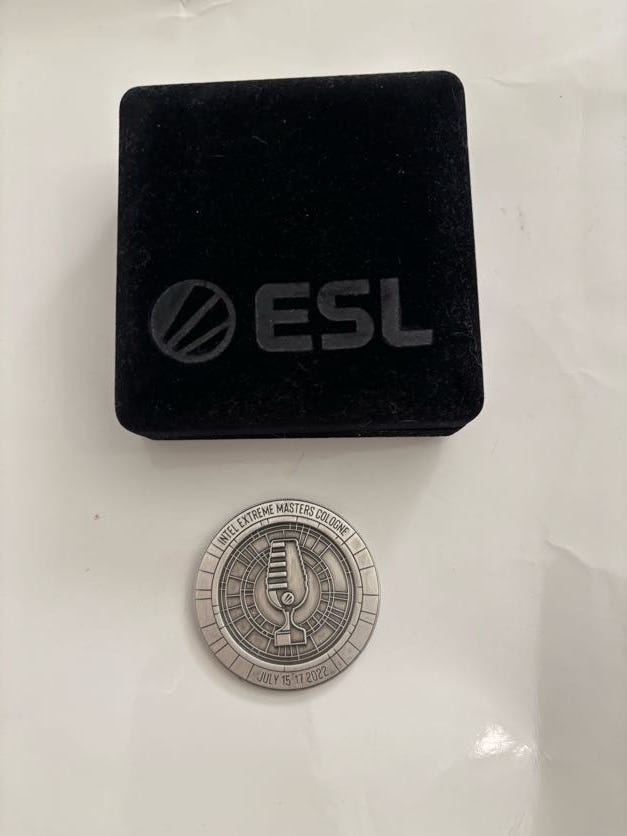 ESL
INTEL EXTREME MASTERS COLOGNE
JULY 15 17 2022